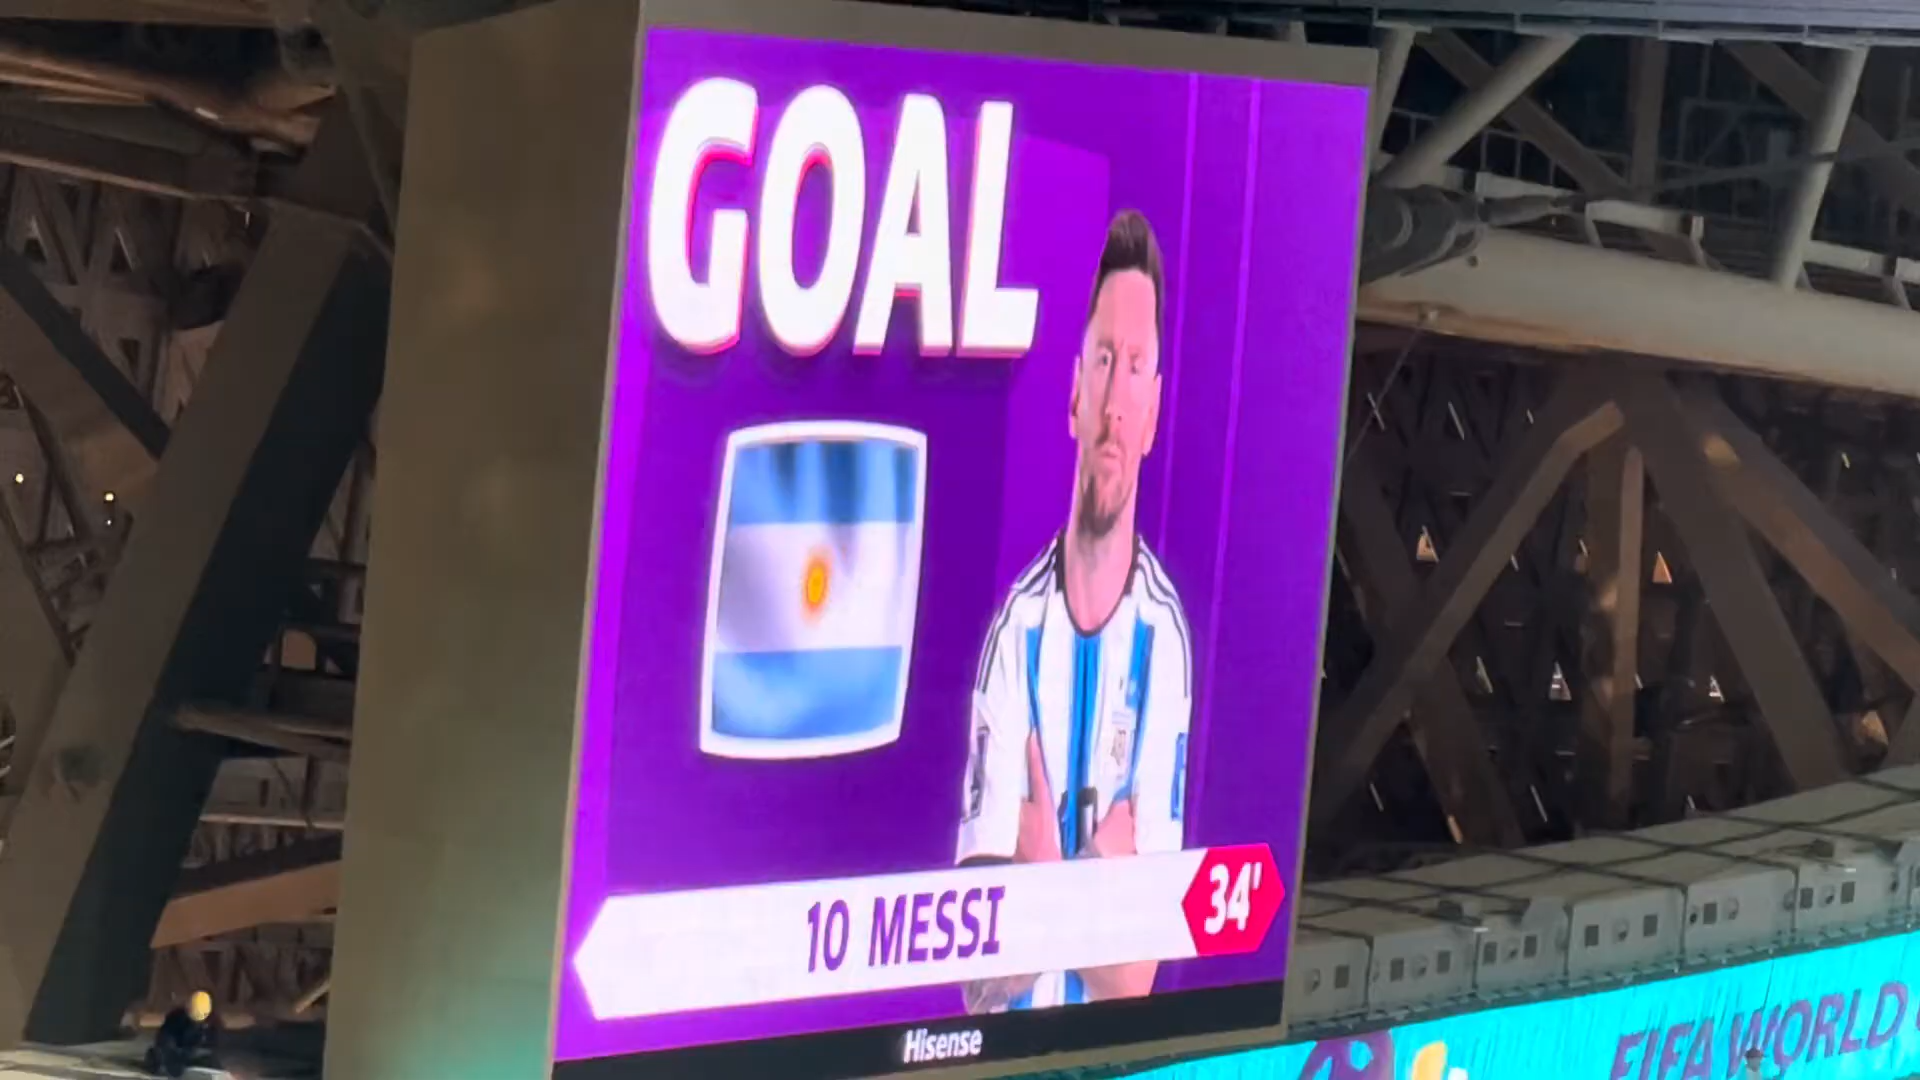 GOAL
10 MESSI
34'
Hisense
FIFA WORLD